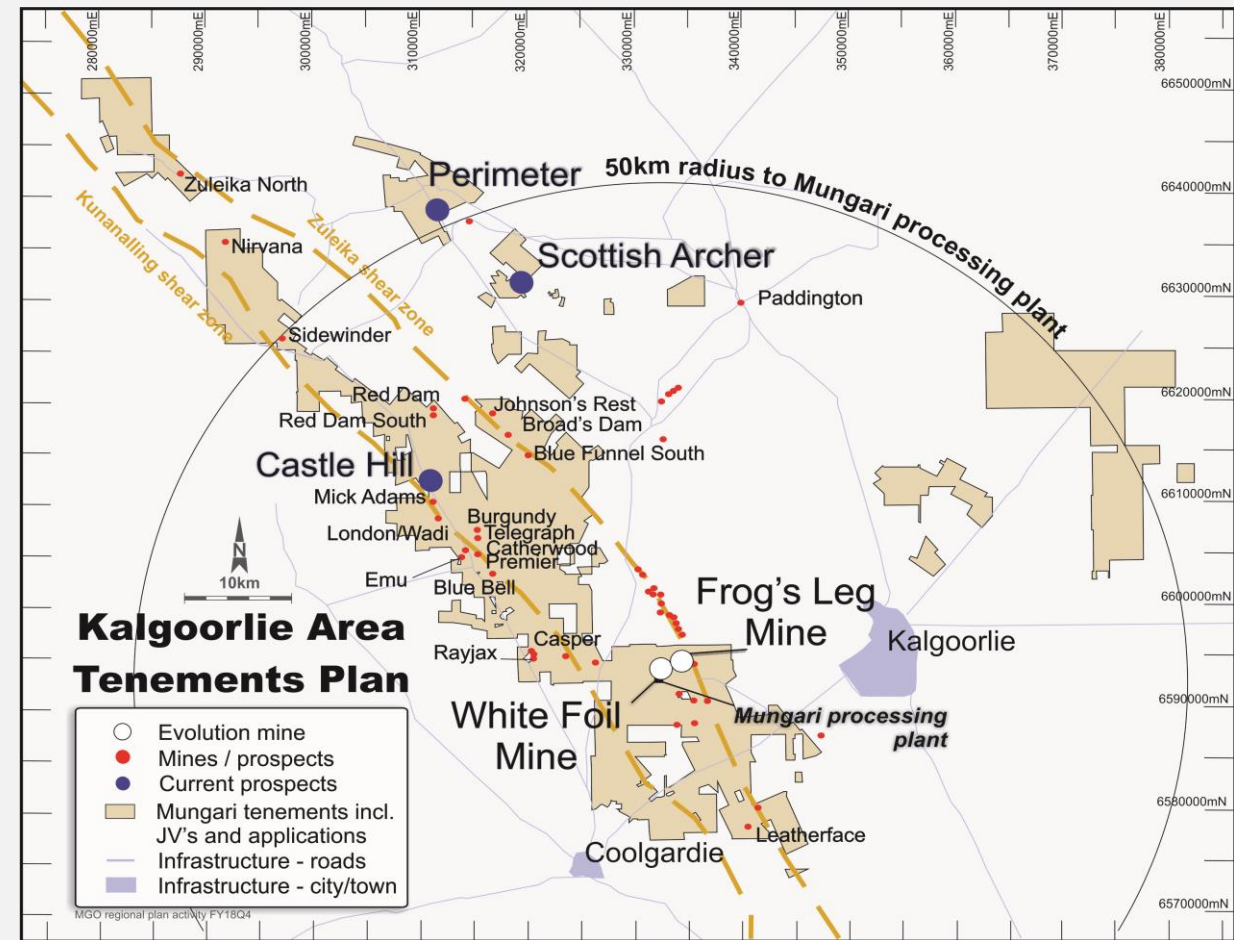 280000mE
290000mE
310000mE
320000mE
330000mE
340000mE
350000mE
360000mE
370000mE
380000mE
6650000mN
6640000mN
6630000mN
6620000mN
6610000mN
6600000mN
6590000mN
6580000mN
6570000mN
50km radius to Mungari processing plant
Perimeter
Zuleika North
Kunanalling shear zone
Zuleika shear zone
Nirvana
Scottish Archer
Paddington
Sidewinder
Red Dam
Johnson's Rest
Red Dam South
Broad's Dam
Blue Funnel South
Castle Hill
Mick Adams
Burgundy
London/Wadi
Telegraph
Catherwood
Premier
Emu
Blue Bell
N
10km
Frog's Leg
Mine
Kalgoorlie
Casper
Rayjax
White Foil
Mine
Mungari processing
plant
Leatherface
Coolgardie
Kalgoorlie Area
Tenements Plan
Evolution mine
Mines / prospects
Current prospects
Mungari tenements incl.
JV's and applications
Infrastructure - roads
Infrastructure - city/town
MGO regional plan activity FY18Q4